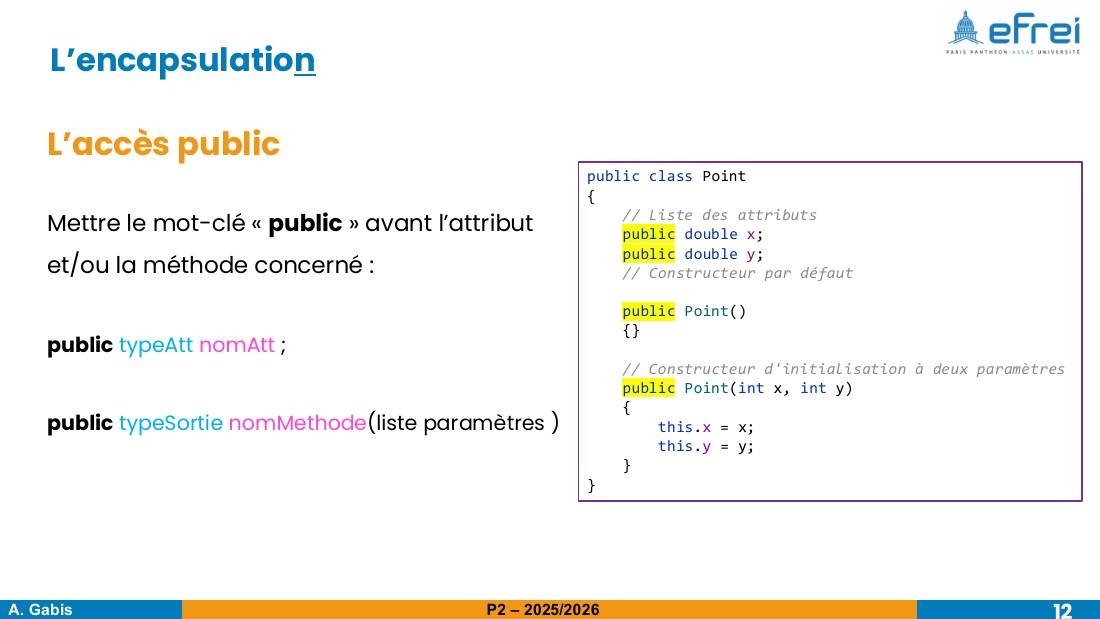 L’encapsulation
efrei
PARIS PANTHÉON-ASSAS UNIVERSITÉ
L’accès public
Mettre le mot-clé « public » avant l’attribut
et/ou la méthode concerné :
public typeAtt nomAtt ;
public typeSortie nomMethode(liste paramètres )
public class Point
{
    // Liste des attributs
    public double x;
    public double y;
    // Constructeur par défaut
    public Point()
    {}
    // Constructeur d'initialisation à deux paramètres
    public Point(int x, int y)
    {
        this.x = x;
        this.y = y;
    }
}
A. Gabis
P2 – 2025/2026
12